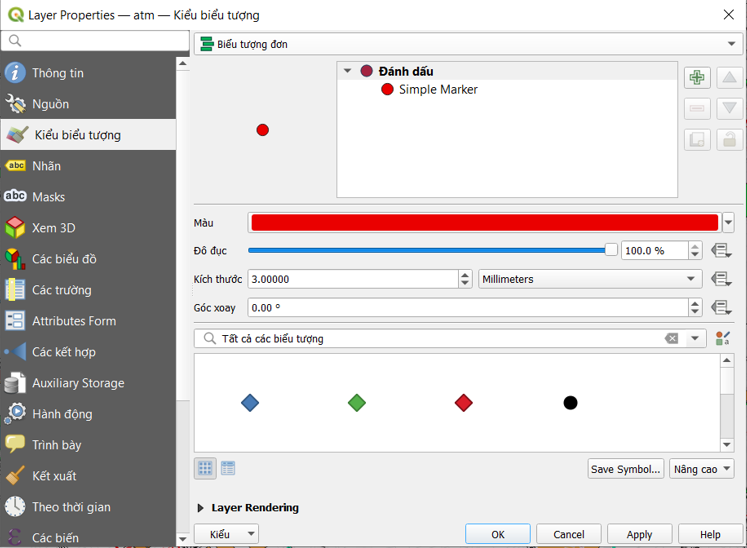 Layer Properties — atm — Kiểu biểu tượng
Biểu tượng đơn
Thông tin
Nguồn
Kiểu biểu tượng
abc Nhãn
abc Masks
Xem 3D
Các biểu đồ
Các trường
Attributes Form
Các kết hợp
Auxiliary Storage
Hành động
Trình bày
Kết xuất
Theo thời gian
Các biến
Đánh dấu
Simple Marker
Màu
Đô đục 100.0 %
Kích thước 3.00000 Millimeters
Góc xoay 0.00 °
Tất cả các biểu tượng
Save Symbol... Nâng cao
Layer Rendering
Kiểu OK Cancel Apply Help